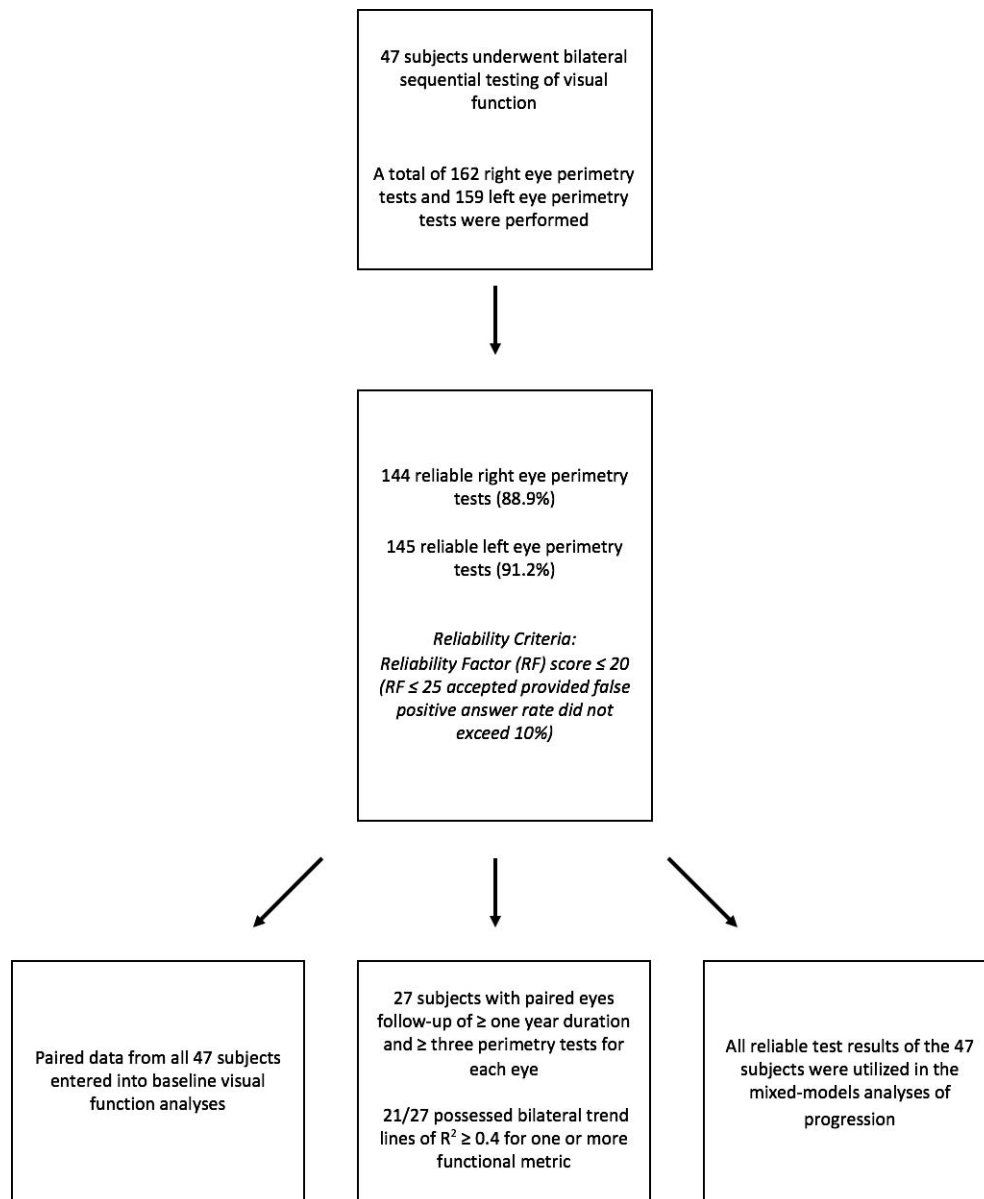 47 subjects underwent bilateral
sequential testing of visual
function
A total of 162 right eye perimetry
tests and 159 left eye perimetry
tests were performed
144 reliable right eye perimetry
tests (88.9%)
145 reliable left eye perimetry
tests (91.2%)
Reliability Criteria:
Reliability Factor (RF) score ≤ 20
(RF ≤ 25 accepted provided false
positive answer rate did not
exceed 10%)
Paired data from all 47 subjects
entered into baseline visual
function analyses
27 subjects with paired eyes
follow-up of ≥ one year duration
and ≥ three perimetry tests for
each eye
21/27 possessed bilateral trend
lines of R² ≥ 0.4 for one or more
functional metric
All reliable test results of the 47
subjects were utilized in the
mixed-models analyses of
progression